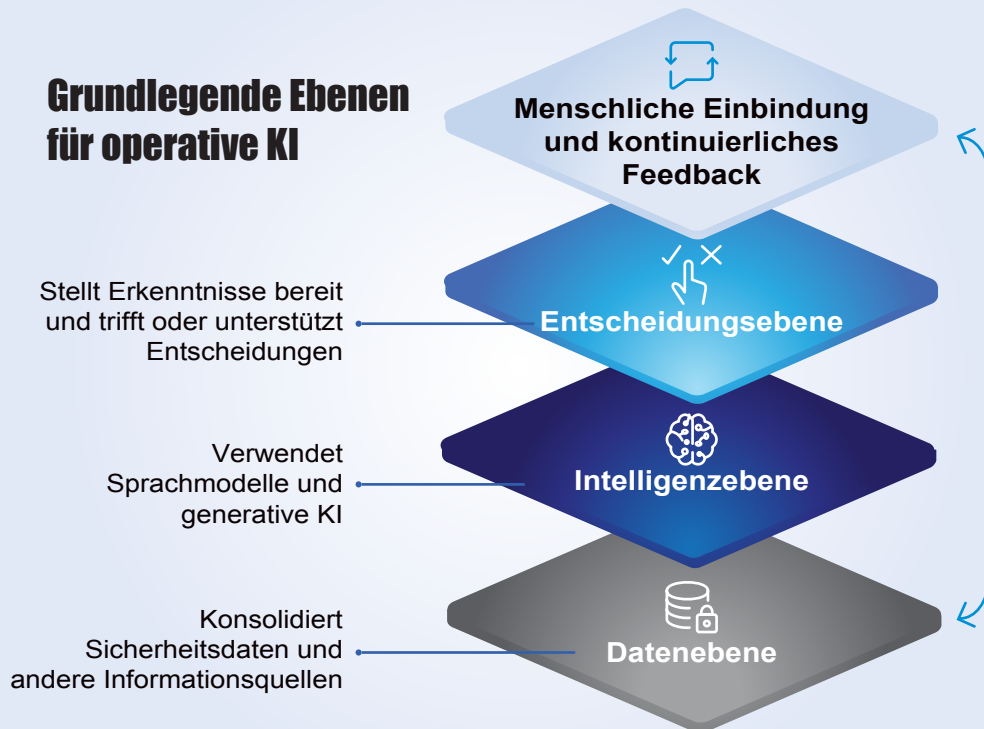 Grundlegende Ebenen
für operative KI
Menschliche Einbindung
und kontinuierliches
Feedback
Stellt Erkenntnisse bereit
und trifft oder unterstützt
Entscheidungen
Entscheidungsebene
Verwendet
Sprachmodelle und
generative KI
Intelligenzebene
Konsolidiert
Sicherheitsdaten und
andere Informationsquellen
Datenebene